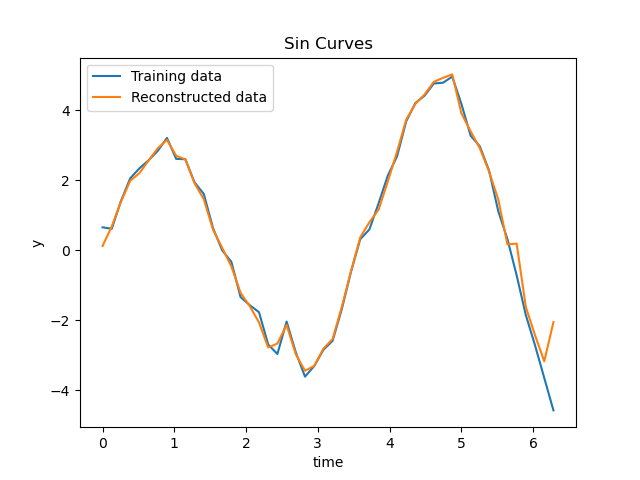 Sin Curves
Training data
Reconstructed data
4
2
0
−2
−4
y
0 1 2 3 4 5 6
time